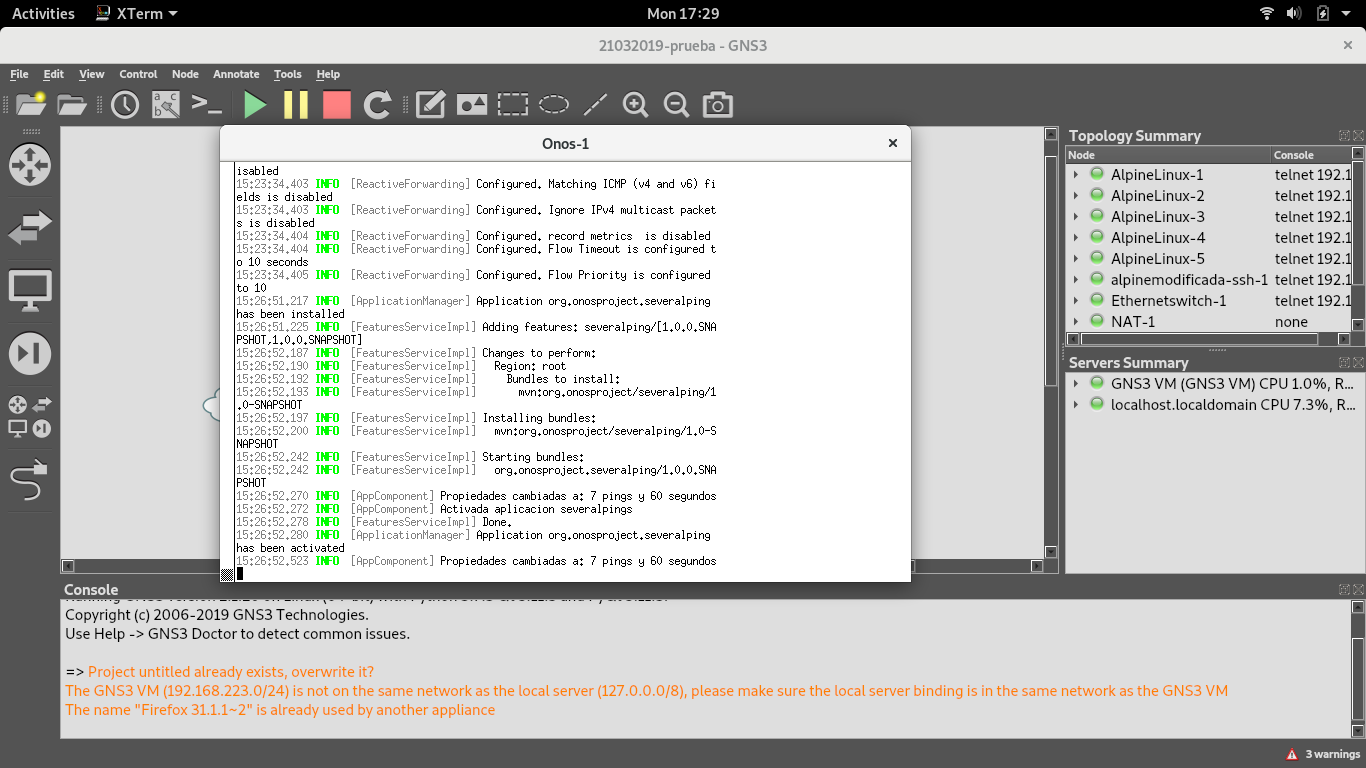 Activities XTerm Mon 17:29
21032019-prueba - GNS3
File Edit View Control Node Annotate Tools Help
Onos-1
isabled
15:23:34.403 INFO [ReactiveForwarding] Configured. Matching ICMP (v4 and v6) fi
elds is disabled
15:23:34.403 INFO [ReactiveForwarding] Configured. Ignore IPv4 multicast packet
s is disabled
15:23:34.404 INFO [ReactiveForwarding] Configured. record metrics  is disabled
15:23:34.404 INFO [ReactiveForwarding] Configured. Flow Timeout is configured t
o 10 seconds
15:23:34.405 INFO [ReactiveForwarding] Configured. Flow Priority is configured
to 10
15:26:51.217 INFO [ApplicationManager] Application org.onosproject.severalping
has been installed
15:26:51.225 INFO [FeaturesServiceImpl] Adding features: severalping/[1.0.0.SNA
PSHOT,1.0.0.SNAPSHOT]
15:26:52.187 INFO [FeaturesServiceImpl] Changes to perform:
15:26:52.190 INFO [FeaturesServiceImpl]   Region: root
15:26:52.192 INFO [FeaturesServiceImpl]     Bundles to install:
15:26:52.193 INFO [FeaturesServiceImpl]       mvn:org.onosproject/severalping/1
.0-SNAPSHOT
15:26:52.197 INFO [FeaturesServiceImpl] Installing bundles:
15:26:52.200 INFO [FeaturesServiceImpl]   mvn:org.onosproject/severalping/1.0-S
NAPSHOT
15:26:52.242 INFO [FeaturesServiceImpl] Starting bundles:
15:26:52.242 INFO [FeaturesServiceImpl]   org.onosproject.severalping/1.0.0.SNA
PSHOT
15:26:52.270 INFO [AppComponent] Propiedades cambiadas a: 7 pings y 60 segundos
15:26:52.272 INFO [AppComponent] Activada aplicacion severalpings
15:26:52.278 INFO [FeaturesServiceImpl] Done.
15:26:52.280 INFO [ApplicationManager] Application org.onosproject.severalping
has been activated
15:26:52.523 INFO [AppComponent] Propiedades cambiadas a: 7 pings y 60 segundos
Topology Summary
Node Console
AlpineLinux-1 telnet 192.1
AlpineLinux-2 telnet 192.1
AlpineLinux-3 telnet 192.1
AlpineLinux-4 telnet 192.1
AlpineLinux-5 telnet 192.1
alpinemodificada-ssh-1 telnet 192.1
Ethernetswitch-1 telnet 192.1
NAT-1 none
Servers Summary
GNS3 VM (GNS3 VM) CPU 1.0%, R...
localhost.localdomain CPU 7.3%, R...
Console
Copyright (c) 2006-2019 GNS3 Technologies.
Use Help -> GNS3 Doctor to detect common issues.
=> Project untitled already exists, overwrite it?
The GNS3 VM (192.168.223.0/24) is not on the same network as the local server (127.0.0.0/8), please make sure the local server binding is in the same network as the GNS3 VM
The name "Firefox 31.1.1~2" is already used by another appliance
3 warnings